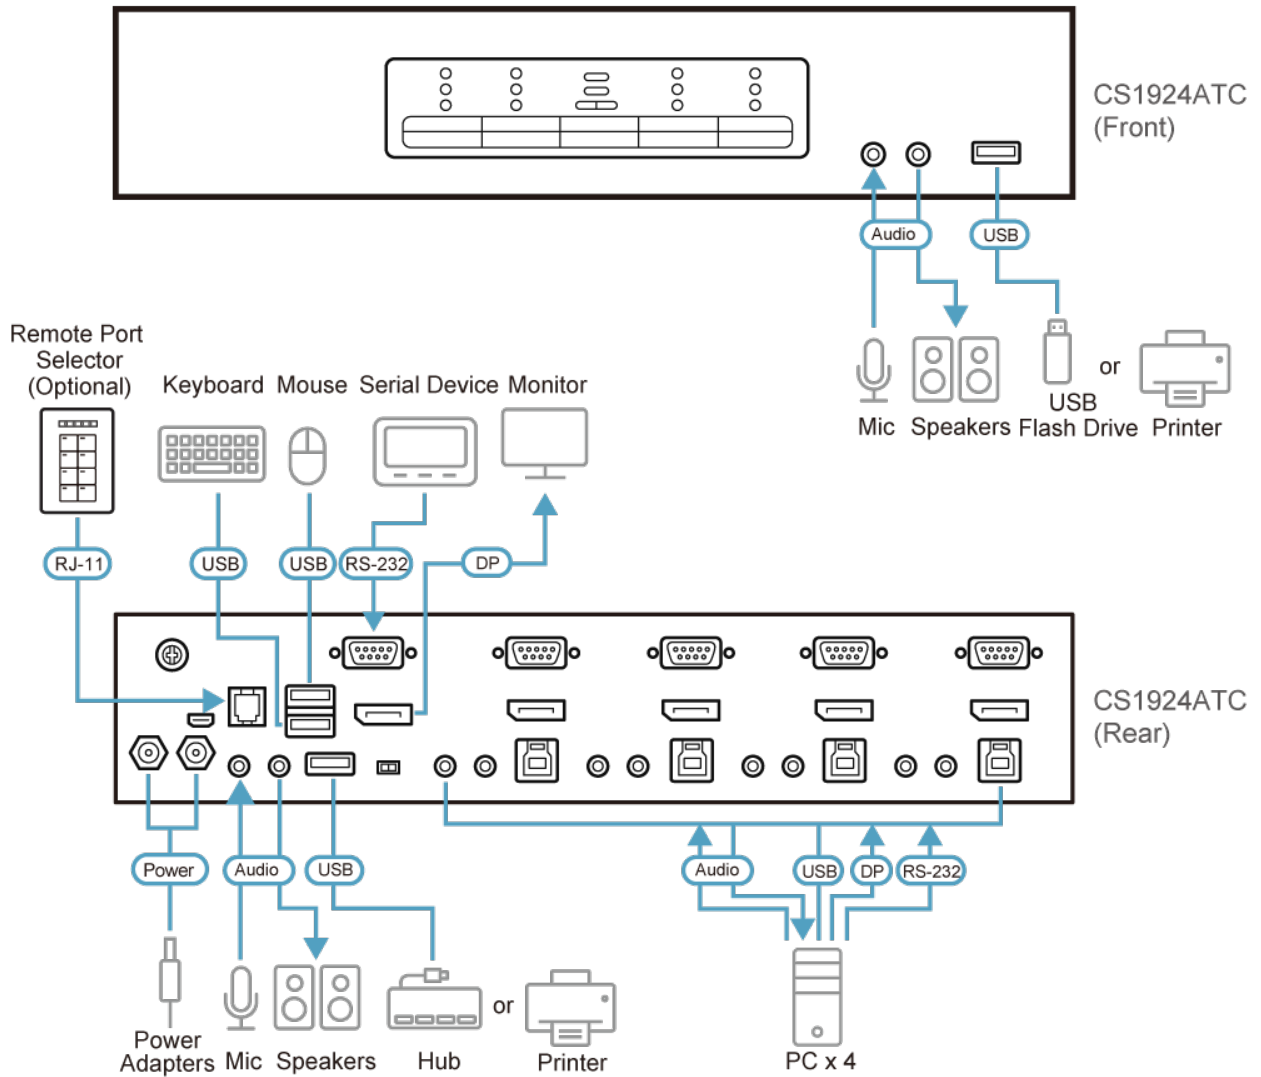 CS1924ATC
(Front)
Audio
USB
Mic
Speakers
USB
Flash Drive
or
Printer
Remote Port
Selector
(Optional)
Keyboard
Mouse
Serial Device
Monitor
RJ-11
USB
USB
RS-232
DP
CS1924ATC
(Rear)
Power
Audio
USB
Audio
USB
DP
RS-232
Power
Adapters
Mic
Speakers
Hub
or
Printer
PC x 4